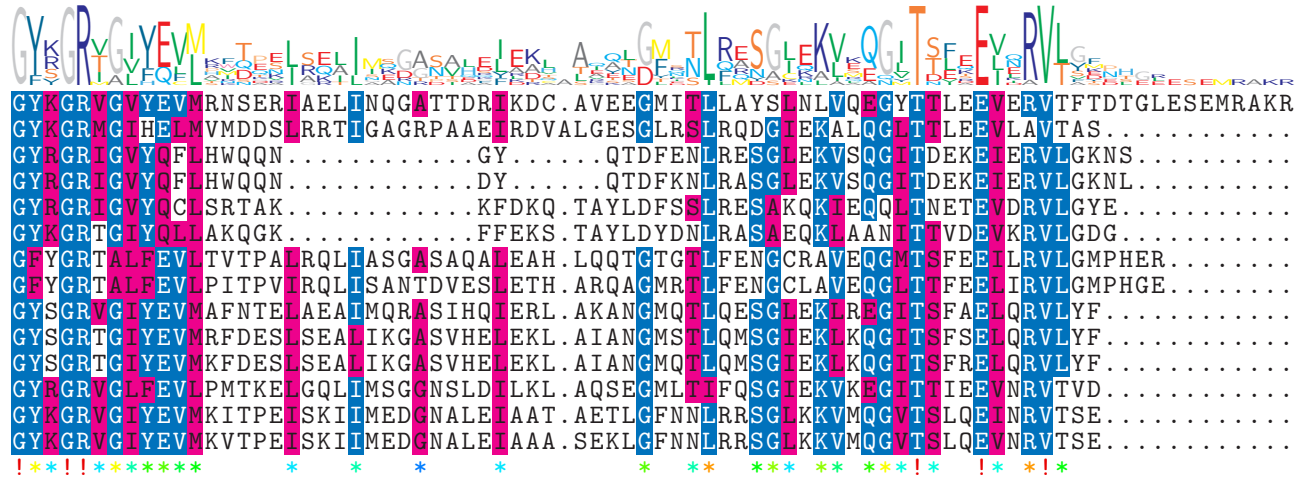 GYKGRVGVYEVMRNSERIAELINQGATTDRIKDC.AVEEGMITLLAYSLNLVQEGYTTLEEVERVTFTDTGLESEMRAKR
GYKGRMGIHELMVMDDSLRRTIGAGRPAAEIRDVALGESGLRSLRQDGIEKALQGLTTLEEVLAVTAS............
GYRGRIGVYQFLHWQQN............GY......QTDFENLRESGLEKVSQGITDEKEIERVLGKNS..........
GYRGRIGVYQFLHWQQN............DY......QTDFKNLRASGLEKVSQGITDEKEIERVLGKNL..........
GYRGRIGVYQCLSRTAK............KFDKQ.TAYLDFSSLRESAKQKIEQQLTNETEVDRVLGYE...........
GYKGRTGIYQLLAKQGK............FFEKS.TAYLDYDNLRASAEQKLAANITTVDEVKRVLGDG...........
GFYGRTALFEVLTVTPALRQLIASGASAQALEAH.LQQTGTGTLFENGCRAVEQGMTSFEEILRVLGMPHER........
GFYGRTALFEVLPITPVIRQLISANTDVESLETH.ARQAGMRTLFENGCLAVEQGLTTFEELIRVLGMPHGE........
GYSGRVGIYEVMAFNTELAEAIMQRASIHQIERL.AKANGMQTLQESGLEKLREGITSFAELQRVLYF............
GYSGRTGIYEVMRFDESLSEALIKGASVHELEKL.AIANGMSTLQMSGIEKLKQGITSFSELQRVLYF............
GYSGRTGIYEVMKFDESLSEALIKGASVHELEKL.AIANGMQTLQMSGIEKLKQGITSFRELQRVLYF............
GYRGRVGLFEVLPMTKELGQLIMSGGNSLDILKL.AQSEGMLTIFQSGIEKVKEGITTIEEVNRVTVD............
GYKGRVGIYEVMKITPEISKIIMEDGNALEIAAT.AETLGFNNLRRSGLKKVMQGVTSLQEINRVTSE............
GYKGRVGIYEVMKVTPEISKIIMEDGNALEIAAA.SEKLGFNNLRRSGLKKVMQGVTSLQEVNRVTSE............
!**!!*******     *   *   *    *        *  **  *** ** ***!*  !* *!*